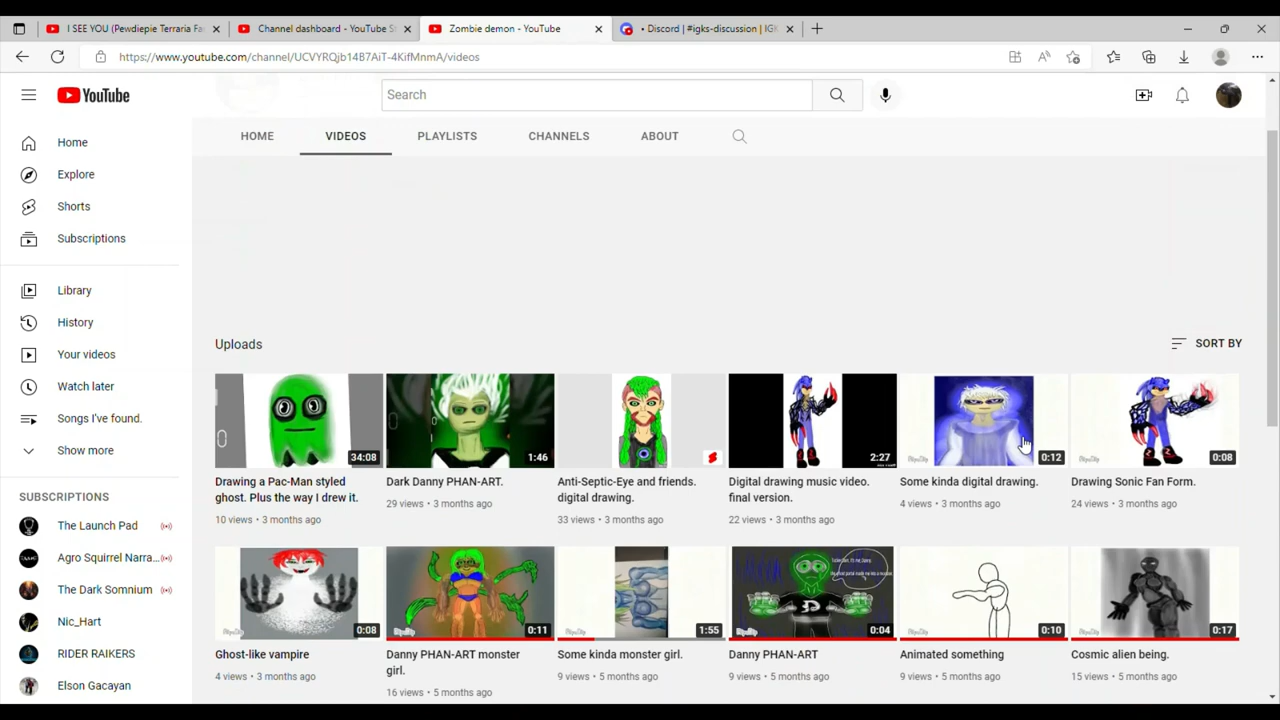 I SEE YOU (Pewdiepie Terraria Fa
Channel dashboard - YouTube S
Zombie demon - YouTube
• Discord | #igks-discussion | IGK
https://www.youtube.com/channel/UCVYRQjb14B7AiT-4KifMnmA/videos
YouTube
Search
HOME VIDEOS PLAYLISTS CHANNELS ABOUT
Home
Explore
Shorts
Subscriptions
Library
History
Your videos
Watch later
Songs I've found.
Show more
SUBSCRIPTIONS
The Launch Pad
Agro Squirrel Narra...
The Dark Somnium
Nic_Hart
RIDER RAIKERS
Elson Gacayan
Uploads
SORT BY
34:08
Drawing a Pac-Man styled
ghost. Plus the way I drew it.
10 views • 3 months ago
1:46
Dark Danny PHAN-ART.
29 views • 3 months ago
Anti-Septic-Eye and friends.
digital drawing.
33 views • 3 months ago
2:27
Digital drawing music video.
final version.
22 views • 3 months ago
0:12
Some kinda digital drawing.
4 views • 3 months ago
0:08
Drawing Sonic Fan Form.
24 views • 3 months ago
FlipaClip
0:08
Ghost-like vampire
4 views • 3 months ago
FlipaClip
0:11
Danny PHAN-ART monster
girl.
16 views • 5 months ago
FlipaClip
1:55
Some kinda monster girl.
9 views • 5 months ago
D
FlipaClip
0:04
Danny PHAN-ART
9 views • 5 months ago
FlipaClip
0:10
Animated something
9 views • 5 months ago
FlipaClip
0:17
Cosmic alien being.
15 views • 5 months ago